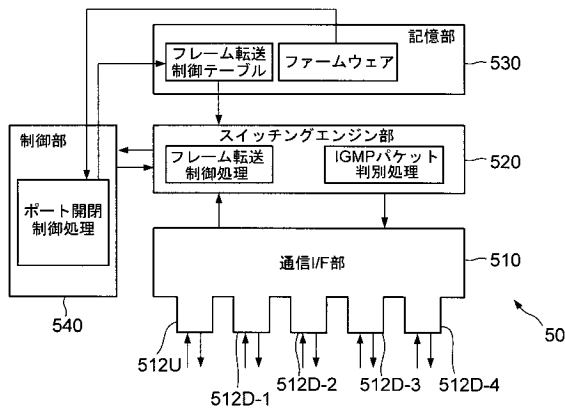 記憶部
フレーム転送
制御テーブル
ファームウェア
530
制御部
スイッチングエンジン部
フレーム転送
制御処理
IGMPパケット
判別処理
520
ポート開閉
制御処理
通信I/F部
510
540
50
512U
512D-1
512D-2
512D-3
512D-4